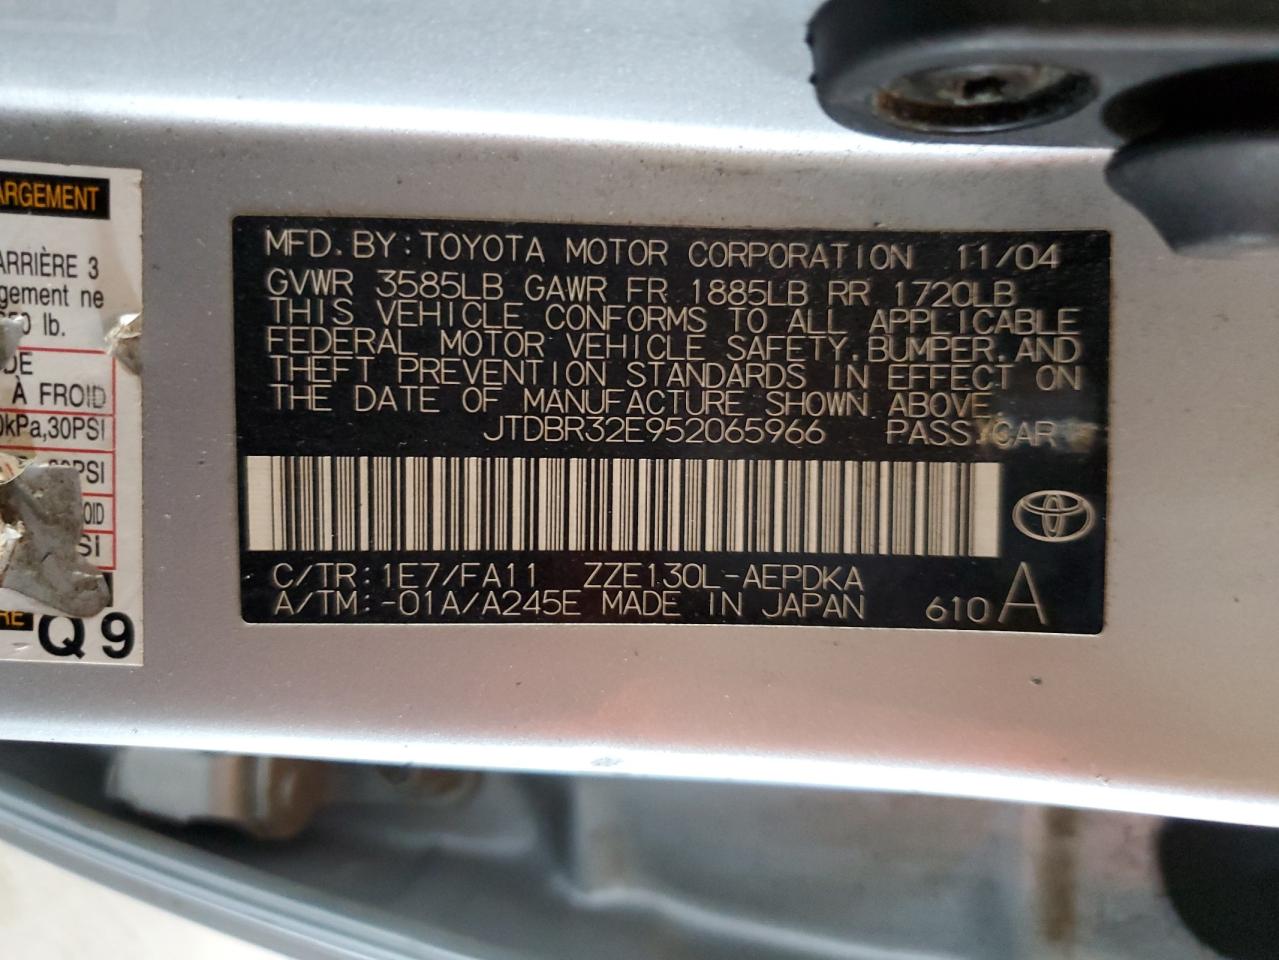 ARGEMENT
ARRIÈRE 3
gement ne
lb.
DE
À FROID
kPa,30PSI
PSI
OID
Q9
MFD.BY:TOYOTA MOTOR CORPORATION 11/04
GVWR 3585LB GAWR FR 1885LB RR 1720LB
THIS VEHICLE CONFORMS TO ALL APPLICABLE
FEDERAL MOTOR VEHICLE SAFETY,BUMPER,AND
THEFT PREVENTION STANDARDS IN EFFECT ON
THE DATE OF MANUFACTURE SHOWN ABOVE.
JTDBR32E952065966 PASS CAR
C/TR:1E7/FA11 ZZE130L-AEPDKA
A/TM:-01A/A245E MADE IN JAPAN 610 A